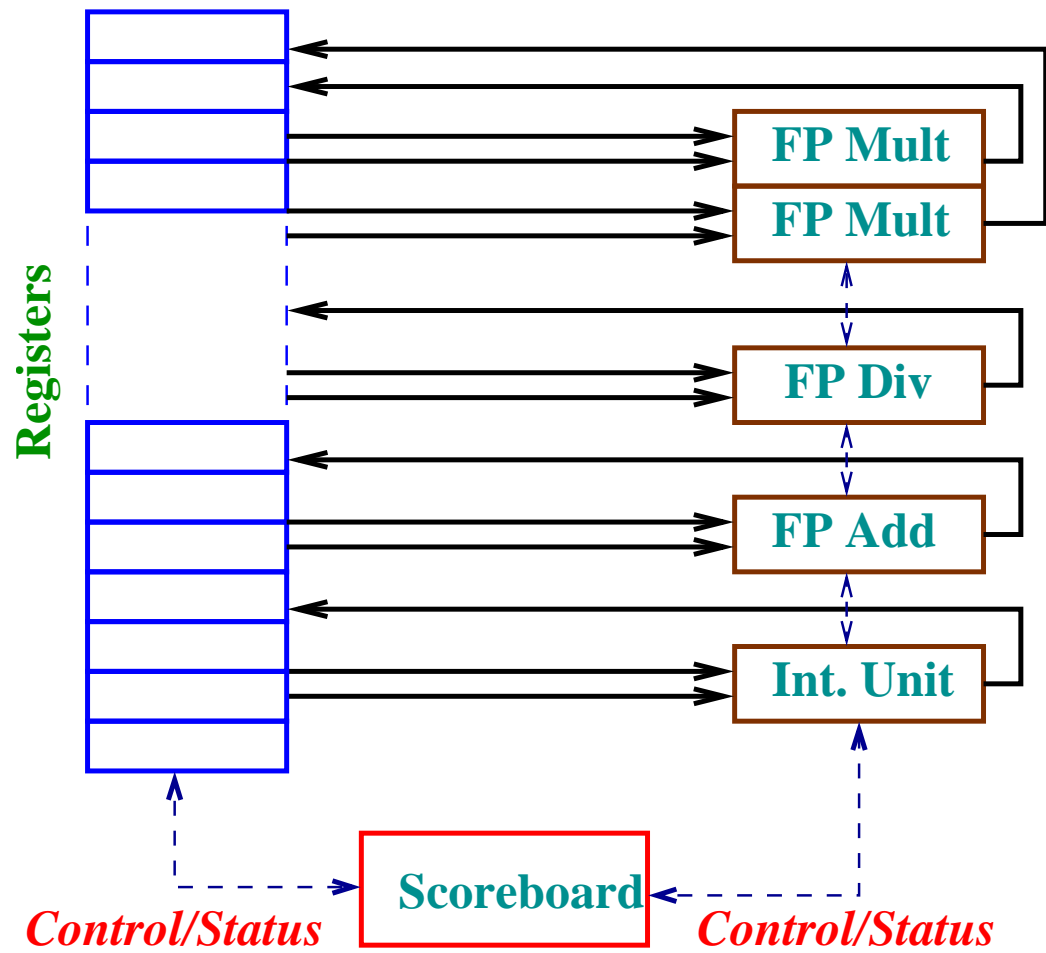 FP Mult
FP Mult
Registers
FP Div
FP Add
Int. Unit
Scoreboard
Control/Status
Control/Status